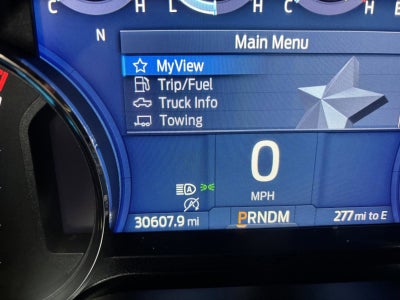 C H C H
N
Main Menu
MyView
Trip/Fuel
Truck Info
Towing
0
MPH
A A
30607.9 mi PRNDM 277 mi to E